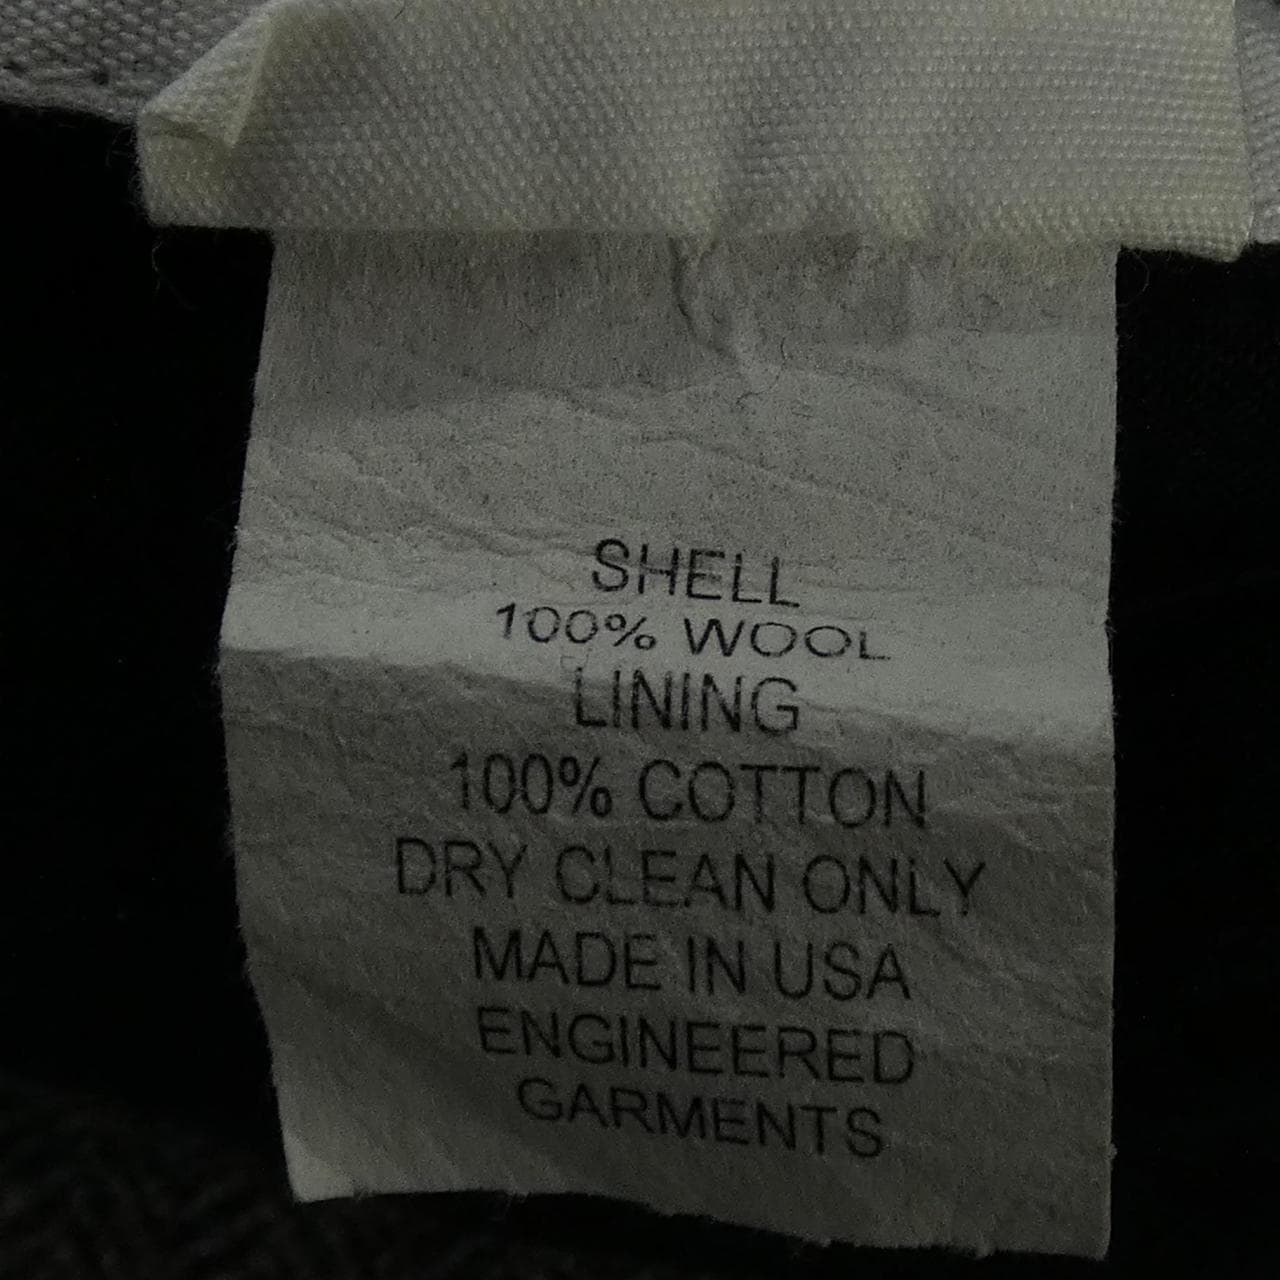 SHELL
100% WOOL
LINING
100% COTTON
DRY CLEAN ONLY
MADE IN USA
ENGINEERED
GARMENTS